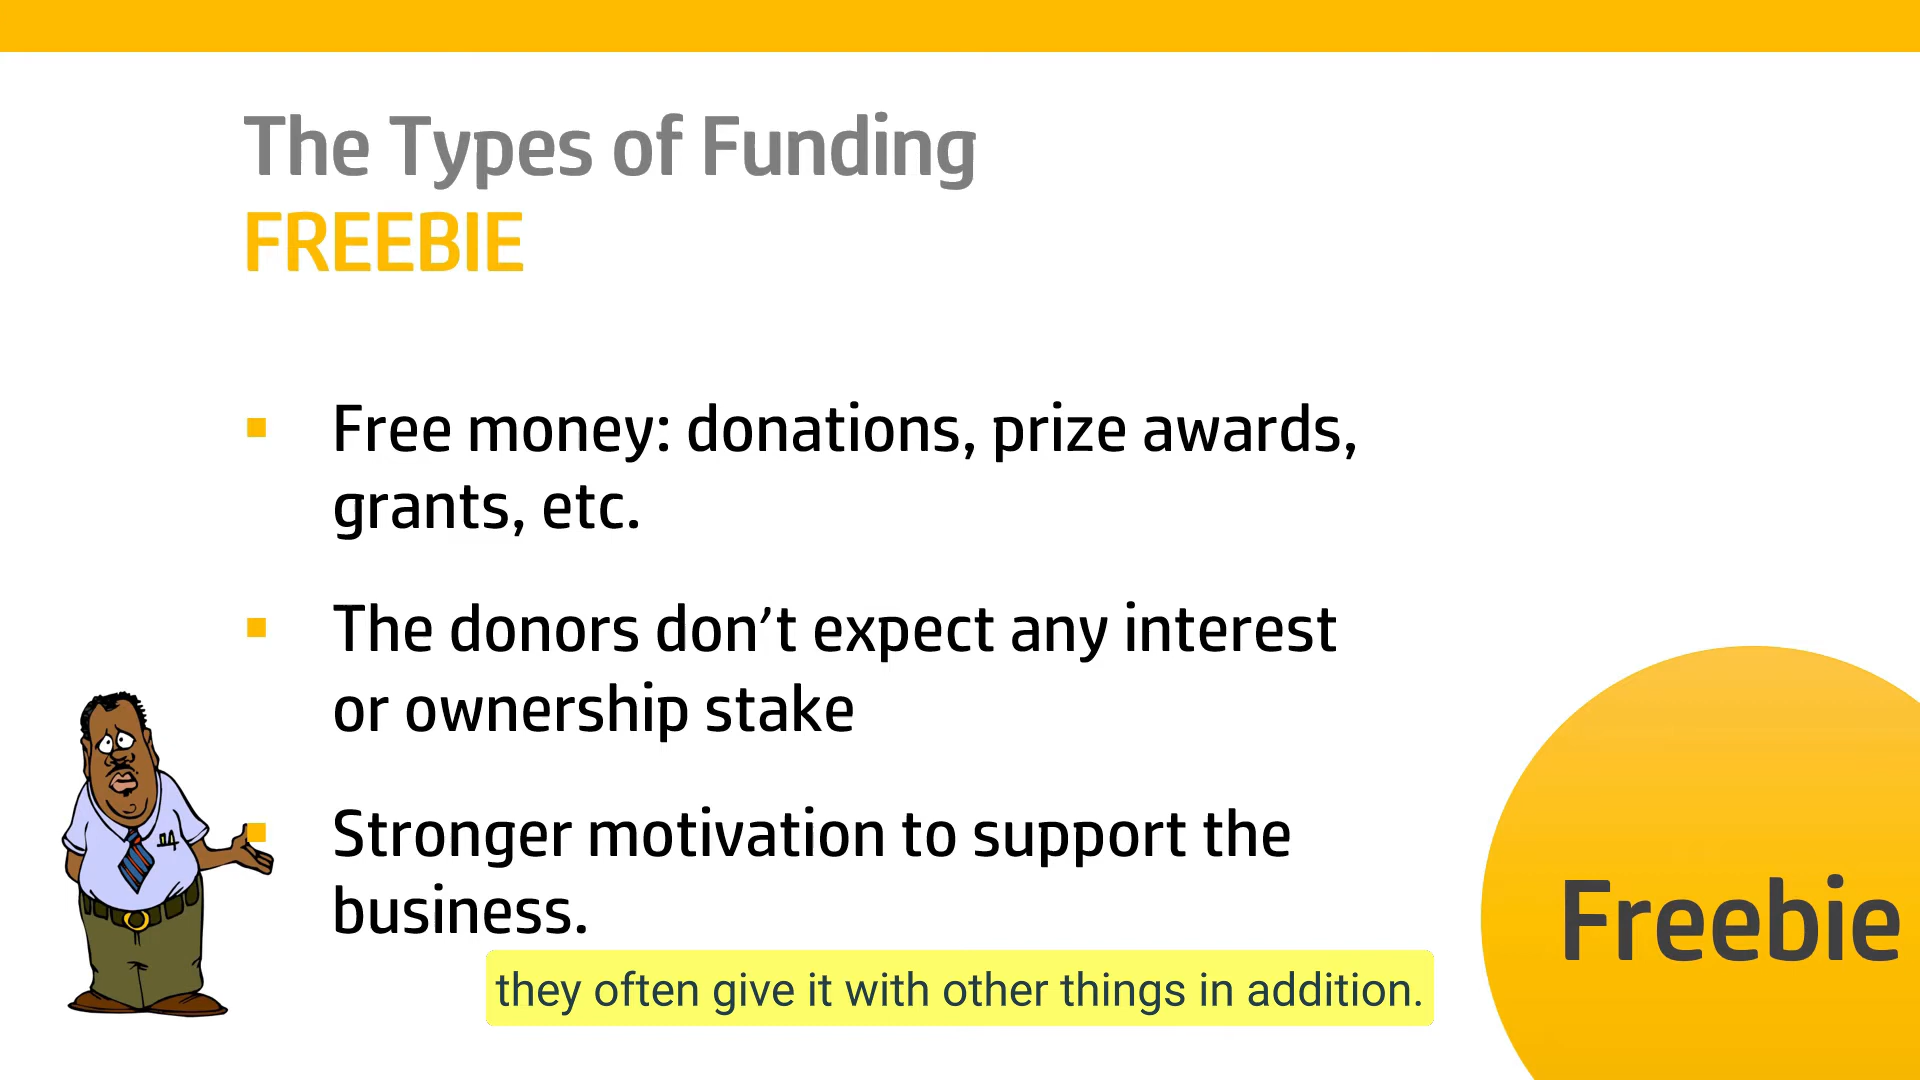 The Types of Funding
FREEBIE
Free money: donations, prize awards,
grants, etc.
The donors don’t expect any interest
or ownership stake
Stronger motivation to support the
business.
they often give it with other things in addition.
Freebie